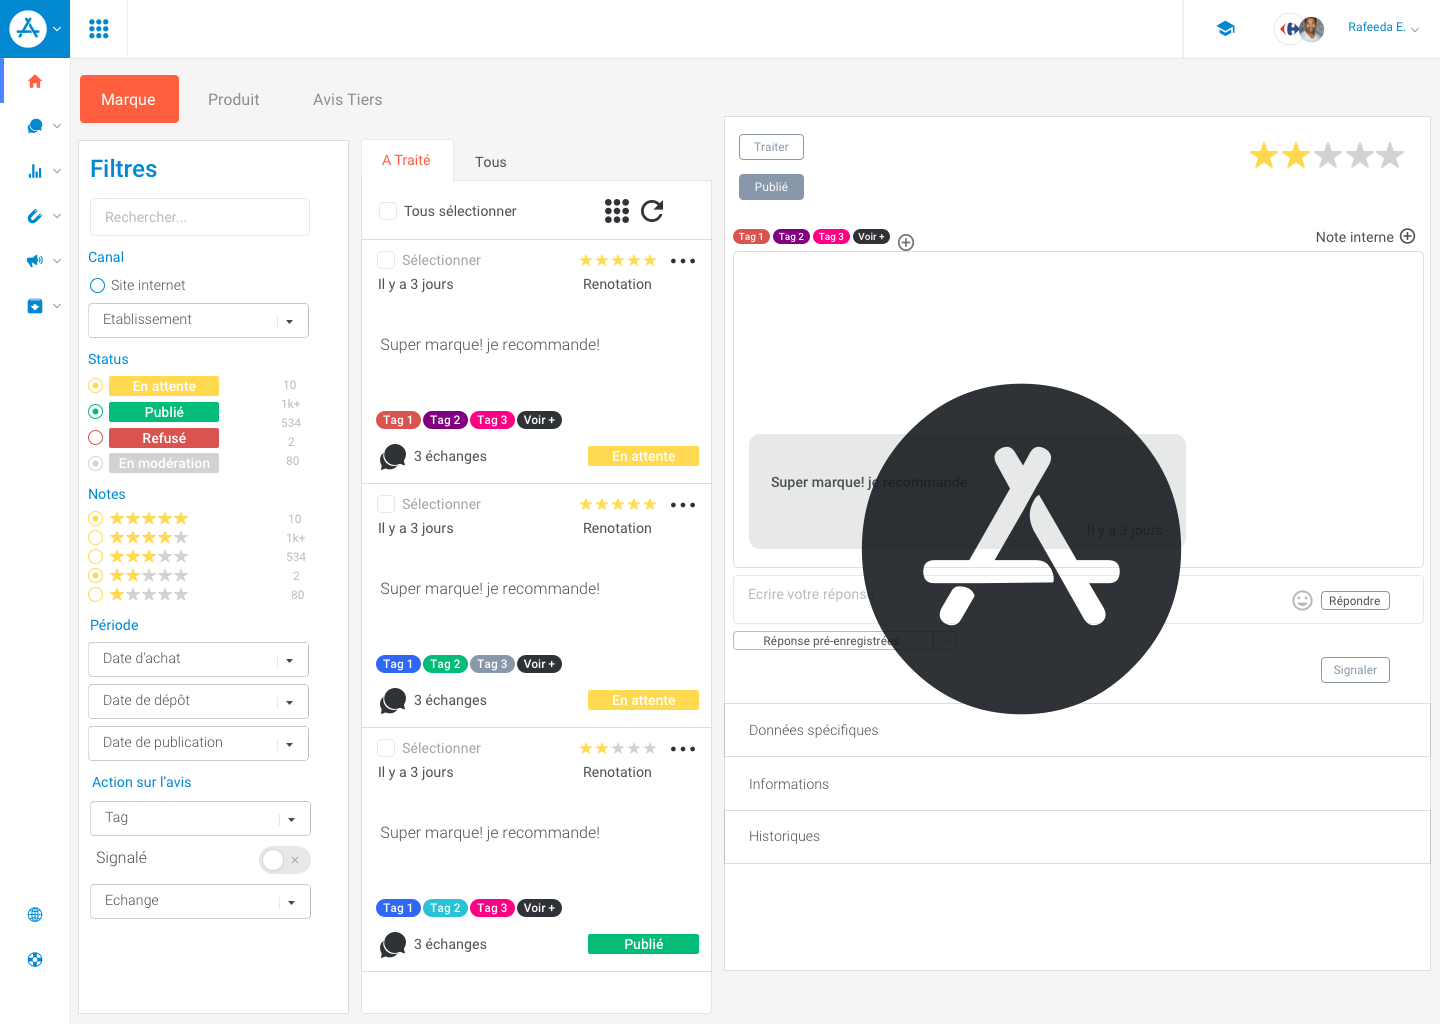 Rafeeda E.
Marque
Produit
Avis Tiers
Filtres
Rechercher...
Canal
Site internet
Etablissement
Status
En attente
10
1k+
Publié
534
Refusé
2
En modération
80
Notes
10
1k+
534
2
80
Période
Date d'achat
Date de dépôt
Date de publication
Action sur l'avis
Tag
Signalé
Echange
A Traité
Tous
Tous sélectionner
Sélectionner
Il y a 3 jours
Renotation
Super marque! je recommande!
Tag 1 Tag 2 Tag 3 Voir +
3 échanges
En attente
Sélectionner
Il y a 3 jours
Renotation
Super marque! je recommande!
Tag 1 Tag 2 Tag 3 Voir +
3 échanges
En attente
Sélectionner
Il y a 3 jours
Renotation
Super marque! je recommande!
Tag 1 Tag 2 Tag 3 Voir +
3 échanges
Publié
Traiter
Publié
Tag 1 Tag 2 Tag 3 Voir +
Note interne
Super marque! je recommande
Il y a 3 jours
Ecrire votre réponse
Répondre
Réponse pré-enregistrées
Signaler
Données spécifiques
Informations
Historiques